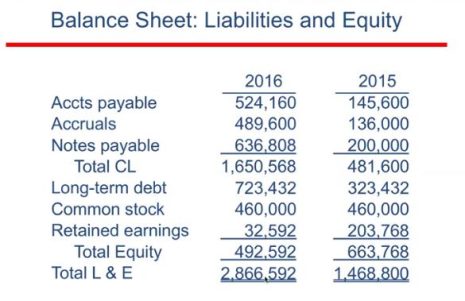 Balance Sheet: Liabilities and Equity
2016 2015
Accts payable 524,160 145,600
Accruals 489,600 136,000
Notes payable 636,808 200,000
Total CL 1,650,568 481,600
Long-term debt 723,432 323,432
Common stock 460,000 460,000
Retained earnings 32,592 203,768
Total Equity 492,592 663,768
Total L & E 2,866,592 1,468,800